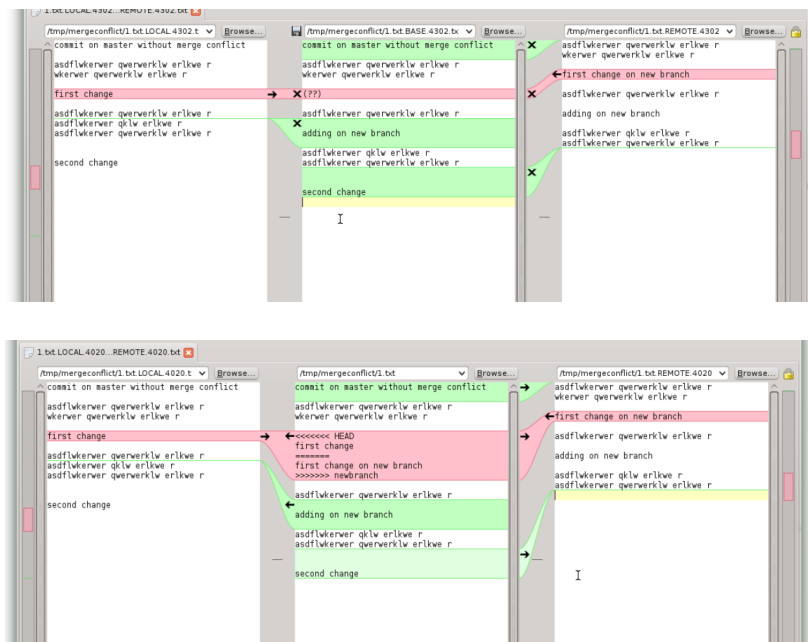 1.txt.LOCAL.4302...REMOTE.4302.txt
/tmp/mergeconflict/1.txt.LOCAL.4302.t Browse...
commit on master without merge conflict
asdflwkerwer qwerwerklw erlkwe r
wkerwer qwerwerklw erlkwe r
first change
asdflwkerwer qwerwerklw erlkwe r
asdflwkerwer qklw erlkwe r
asdflwkerwer qwerwerklw erlkwe r
second change
/tmp/mergeconflict/1.txt.BASE.4302.tx Browse...
commit on master without merge conflict
asdflwkerwer qwerwerklw erlkwe r
wkerwer qwerwerklw erlkwe r
(??)
asdflwkerwer qwerwerklw erlkwe r
adding on new branch
asdflwkerwer qklw erlkwe r
asdflwkerwer qwerwerklw erlkwe r
second change
/tmp/mergeconflict/1.txt.REMOTE.4302 Browse...
asdflwkerwer qwerwerklw erlkwe r
wkerwer qwerwerklw erlkwe r
first change on new branch
asdflwkerwer qwerwerklw erlkwe r
adding on new branch
asdflwkerwer qklw erlkwe r
asdflwkerwer qwerwerklw erlkwe r
1.txt.LOCAL.4020...REMOTE.4020.txt
/tmp/mergeconflict/1.txt.LOCAL.4020.t Browse...
commit on master without merge conflict
asdflwkerwer qwerwerklw erlkwe r
wkerwer qwerwerklw erlkwe r
first change
asdflwkerwer qwerwerklw erlkwe r
asdflwkerwer qklw erlkwe r
asdflwkerwer qwerwerklw erlkwe r
second change
/tmp/mergeconflict/1.txt Browse...
commit on master without merge conflict
asdflwkerwer qwerwerklw erlkwe r
wkerwer qwerwerklw erlkwe r
<<<<<<< HEAD
first change
=======
first change on new branch
>>>>>>> newbranch
asdflwkerwer qwerwerklw erlkwe r
adding on new branch
asdflwkerwer qklw erlkwe r
asdflwkerwer qwerwerklw erlkwe r
second change
/tmp/mergeconflict/1.txt.REMOTE.4020 Browse...
asdflwkerwer qwerwerklw erlkwe r
wkerwer qwerwerklw erlkwe r
first change on new branch
asdflwkerwer qwerwerklw erlkwe r
adding on new branch
asdflwkerwer qklw erlkwe r
asdflwkerwer qwerwerklw erlkwe r